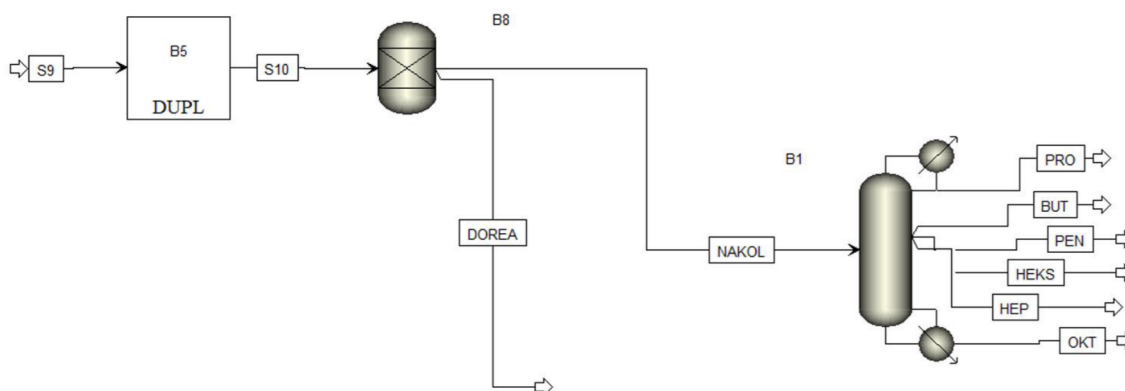 B8
B5
S9
S10
DUPL
B1
PRO
BUT
DOREA
PEN
NAKOL
HEKS
HEP
OKT